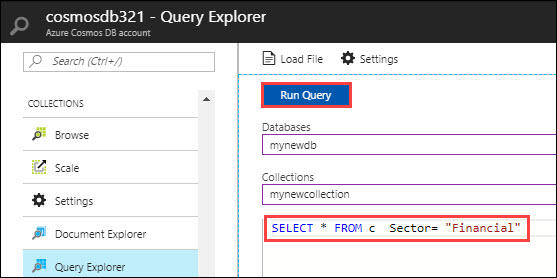 cosmosdb321 - Query Explorer
Azure Cosmos DB account
Search (Ctrl+/)
COLLECTIONS
Browse
Scale
Settings
Document Explorer
Query Explorer
Load File Settings
Run Query
Databases
mynewdb
Collections
mynewcollection
SELECT * FROM c Sector= "Financial"